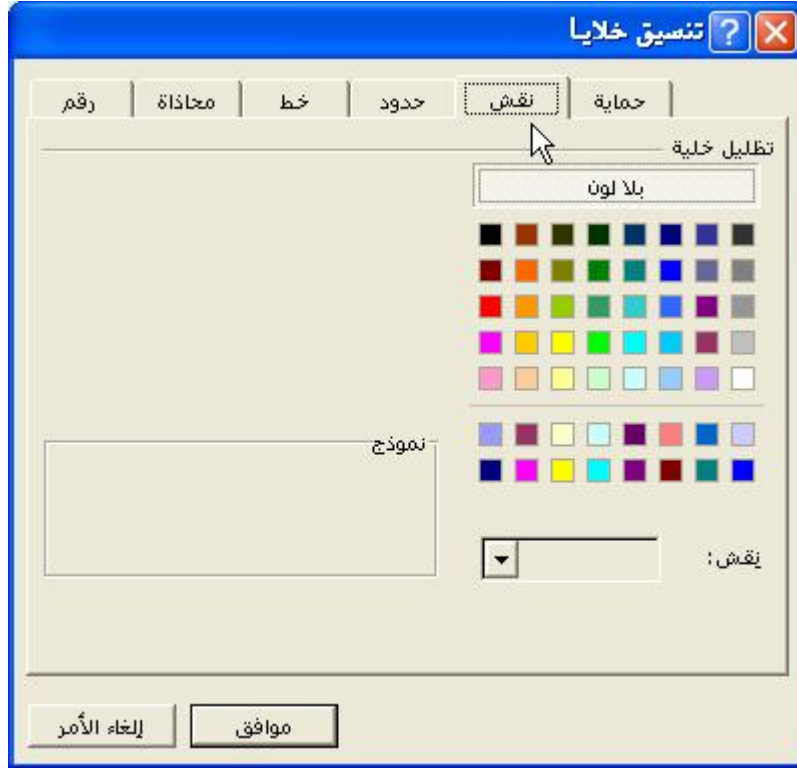 تنسيق خلايا
رقم محاذاة خط حدود نقش حماية
تظليل خلية
بلا لون
نموذج
نقش:
موافق إلغاء الأمر